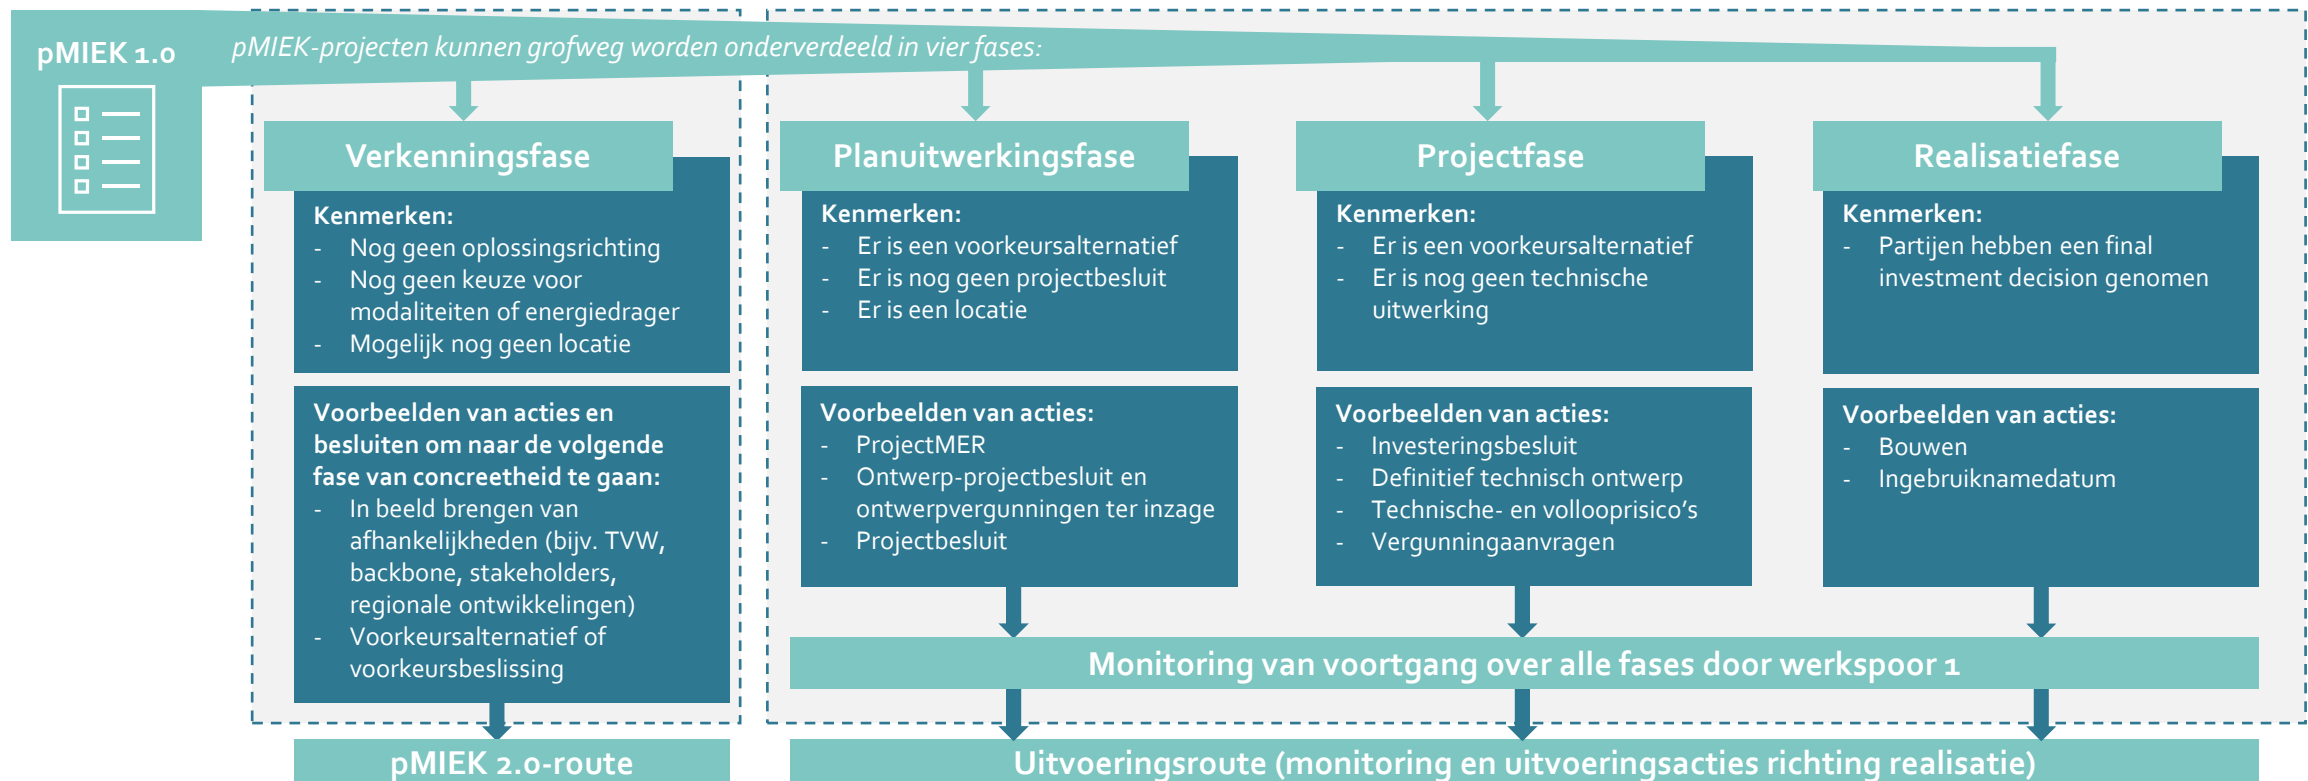 pMIEK 1.0
pMIEK-projecten kunnen grofweg worden onderverdeeld in vier fases:
Verkenningsfase
Kenmerken:
- Nog geen oplossingsrichting
- Nog geen keuze voor
modaliteiten of energiedrager
- Mogelijk nog geen locatie
Voorbeelden van acties en
besluiten om naar de volgende
fase van concreetheid te gaan:
- In beeld brengen van
afhankelijkheden (bijv. TVW,
backbone, stakeholders,
regionale ontwikkelingen)
- Voorkeursalternatief of
voorkeursbeslissing
pMIEK 2.0-route
Planuitwerkingsfase
Kenmerken:
- Er is een voorkeursalternatief
- Er is nog geen projectbesluit
- Er is een locatie
Voorbeelden van acties:
- ProjectMER
- Ontwerp-projectbesluit en
ontwerpvergunningen ter inzage
- Projectbesluit
Projectfase
Kenmerken:
- Er is een voorkeursalternatief
- Er is nog geen technische
uitwerking
Voorbeelden van acties:
- Investeringsbesluit
- Definitief technisch ontwerp
- Technische- en vollooprisico's
- Vergunningaanvragen
Realisatiefase
Kenmerken:
- Partijen hebben een final
investment decision genomen
Voorbeelden van acties:
- Bouwen
- Ingebruiknamedatum
Monitoring van voortgang over alle fases door werkspoor 1
Uitvoeringsroute (monitoring en uitvoeringsacties richting realisatie)